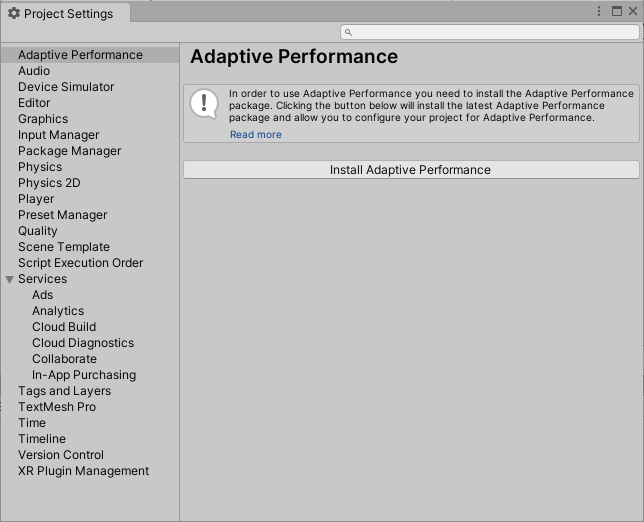 Project Settings
Adaptive Performance
Audio
Device Simulator
Editor
Graphics
Input Manager
Package Manager
Physics
Physics 2D
Player
Preset Manager
Quality
Scene Template
Script Execution Order
Services
Ads
Analytics
Cloud Build
Cloud Diagnostics
Collaborate
In-App Purchasing
Tags and Layers
TextMesh Pro
Time
Timeline
Version Control
XR Plugin Management
Adaptive Performance
In order to use Adaptive Performance you need to install the Adaptive Performance
package. Clicking the button below will install the latest Adaptive Performance
package and allow you to configure your project for Adaptive Performance.
Read more
Install Adaptive Performance